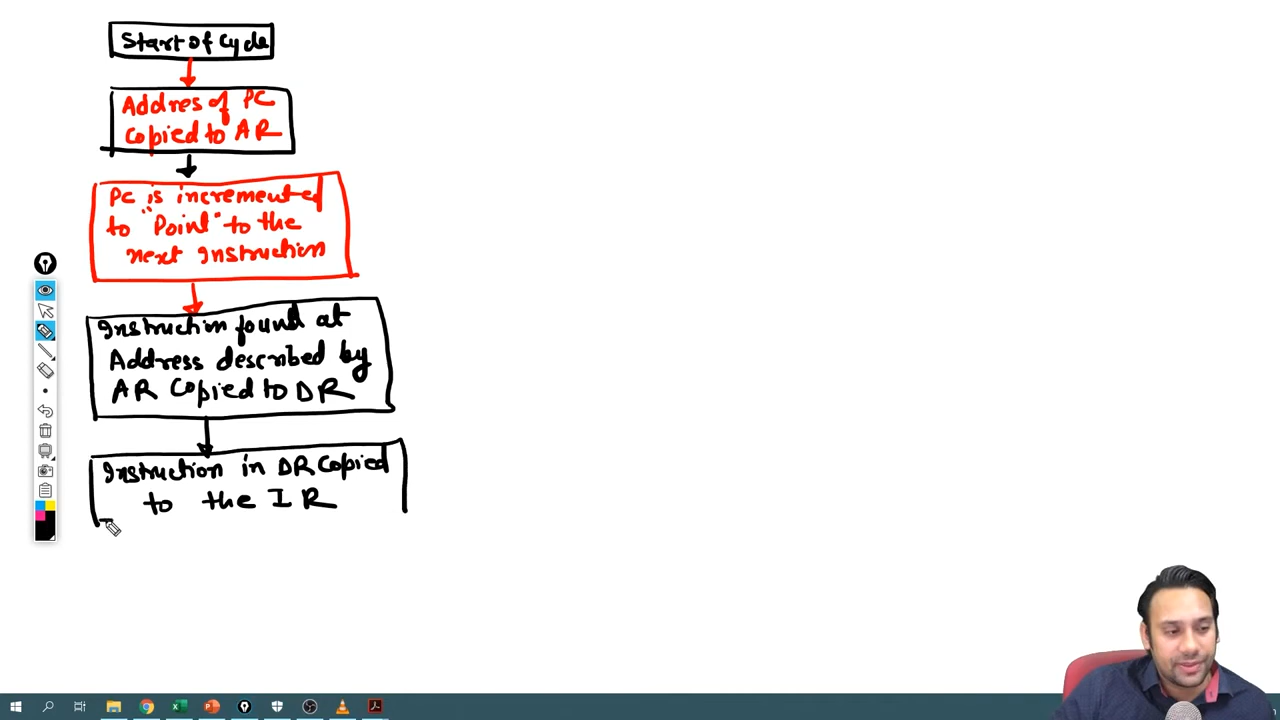 Start of Cycle
Addres of PC
Copied to AR
PC is incremented
to "Point" to the
next Instruction
Instruction found at
Address described by
AR Copied to DR
Instruction in DR Copied
to the IR